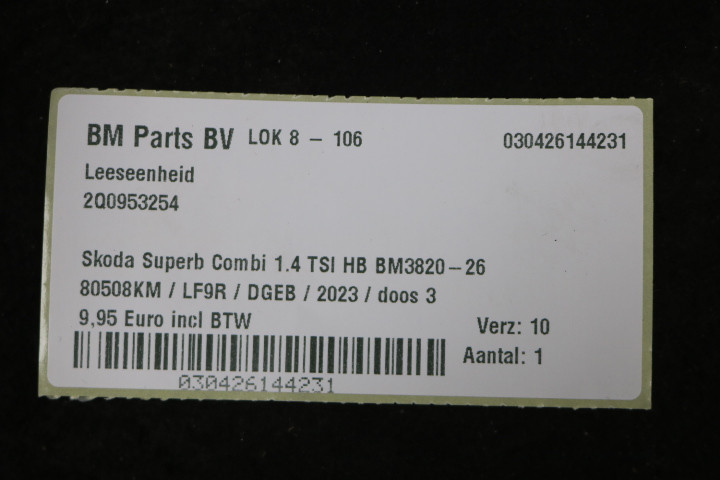 BM Parts BV LOK 8 – 106 030426144231
Leeseenheid
2Q0953254
Skoda Superb Combi 1.4 TSI HB BM3820-26
80508KM / LF9R / DGEB / 2023 / doos 3
9,95 Euro incl BTW
Verz: 10
Aantal: 1
030426144231